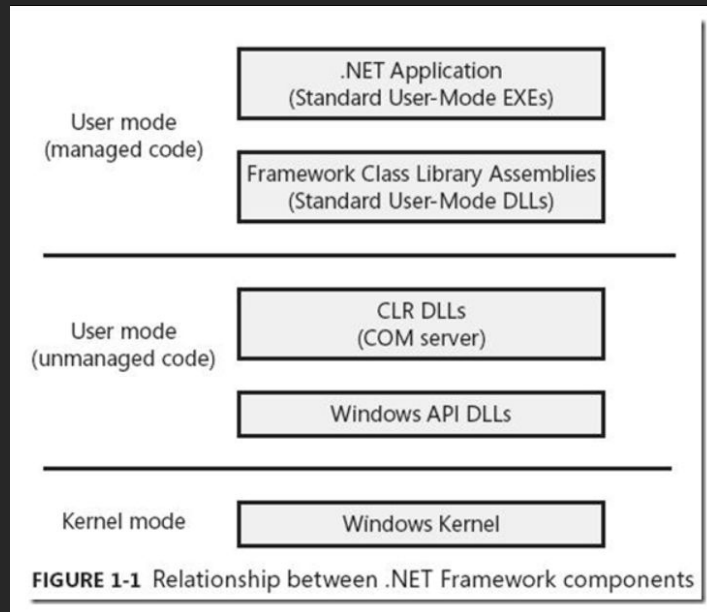 .NET Application
(Standard User-Mode EXEs)
User mode
(managed code)
Framework Class Library Assemblies
(Standard User-Mode DLLs)
CLR DLLs
(COM server)
User mode
(unmanaged code)
Windows API DLLs
Kernel mode
Windows Kernel
FIGURE 1-1 Relationship between .NET Framework components